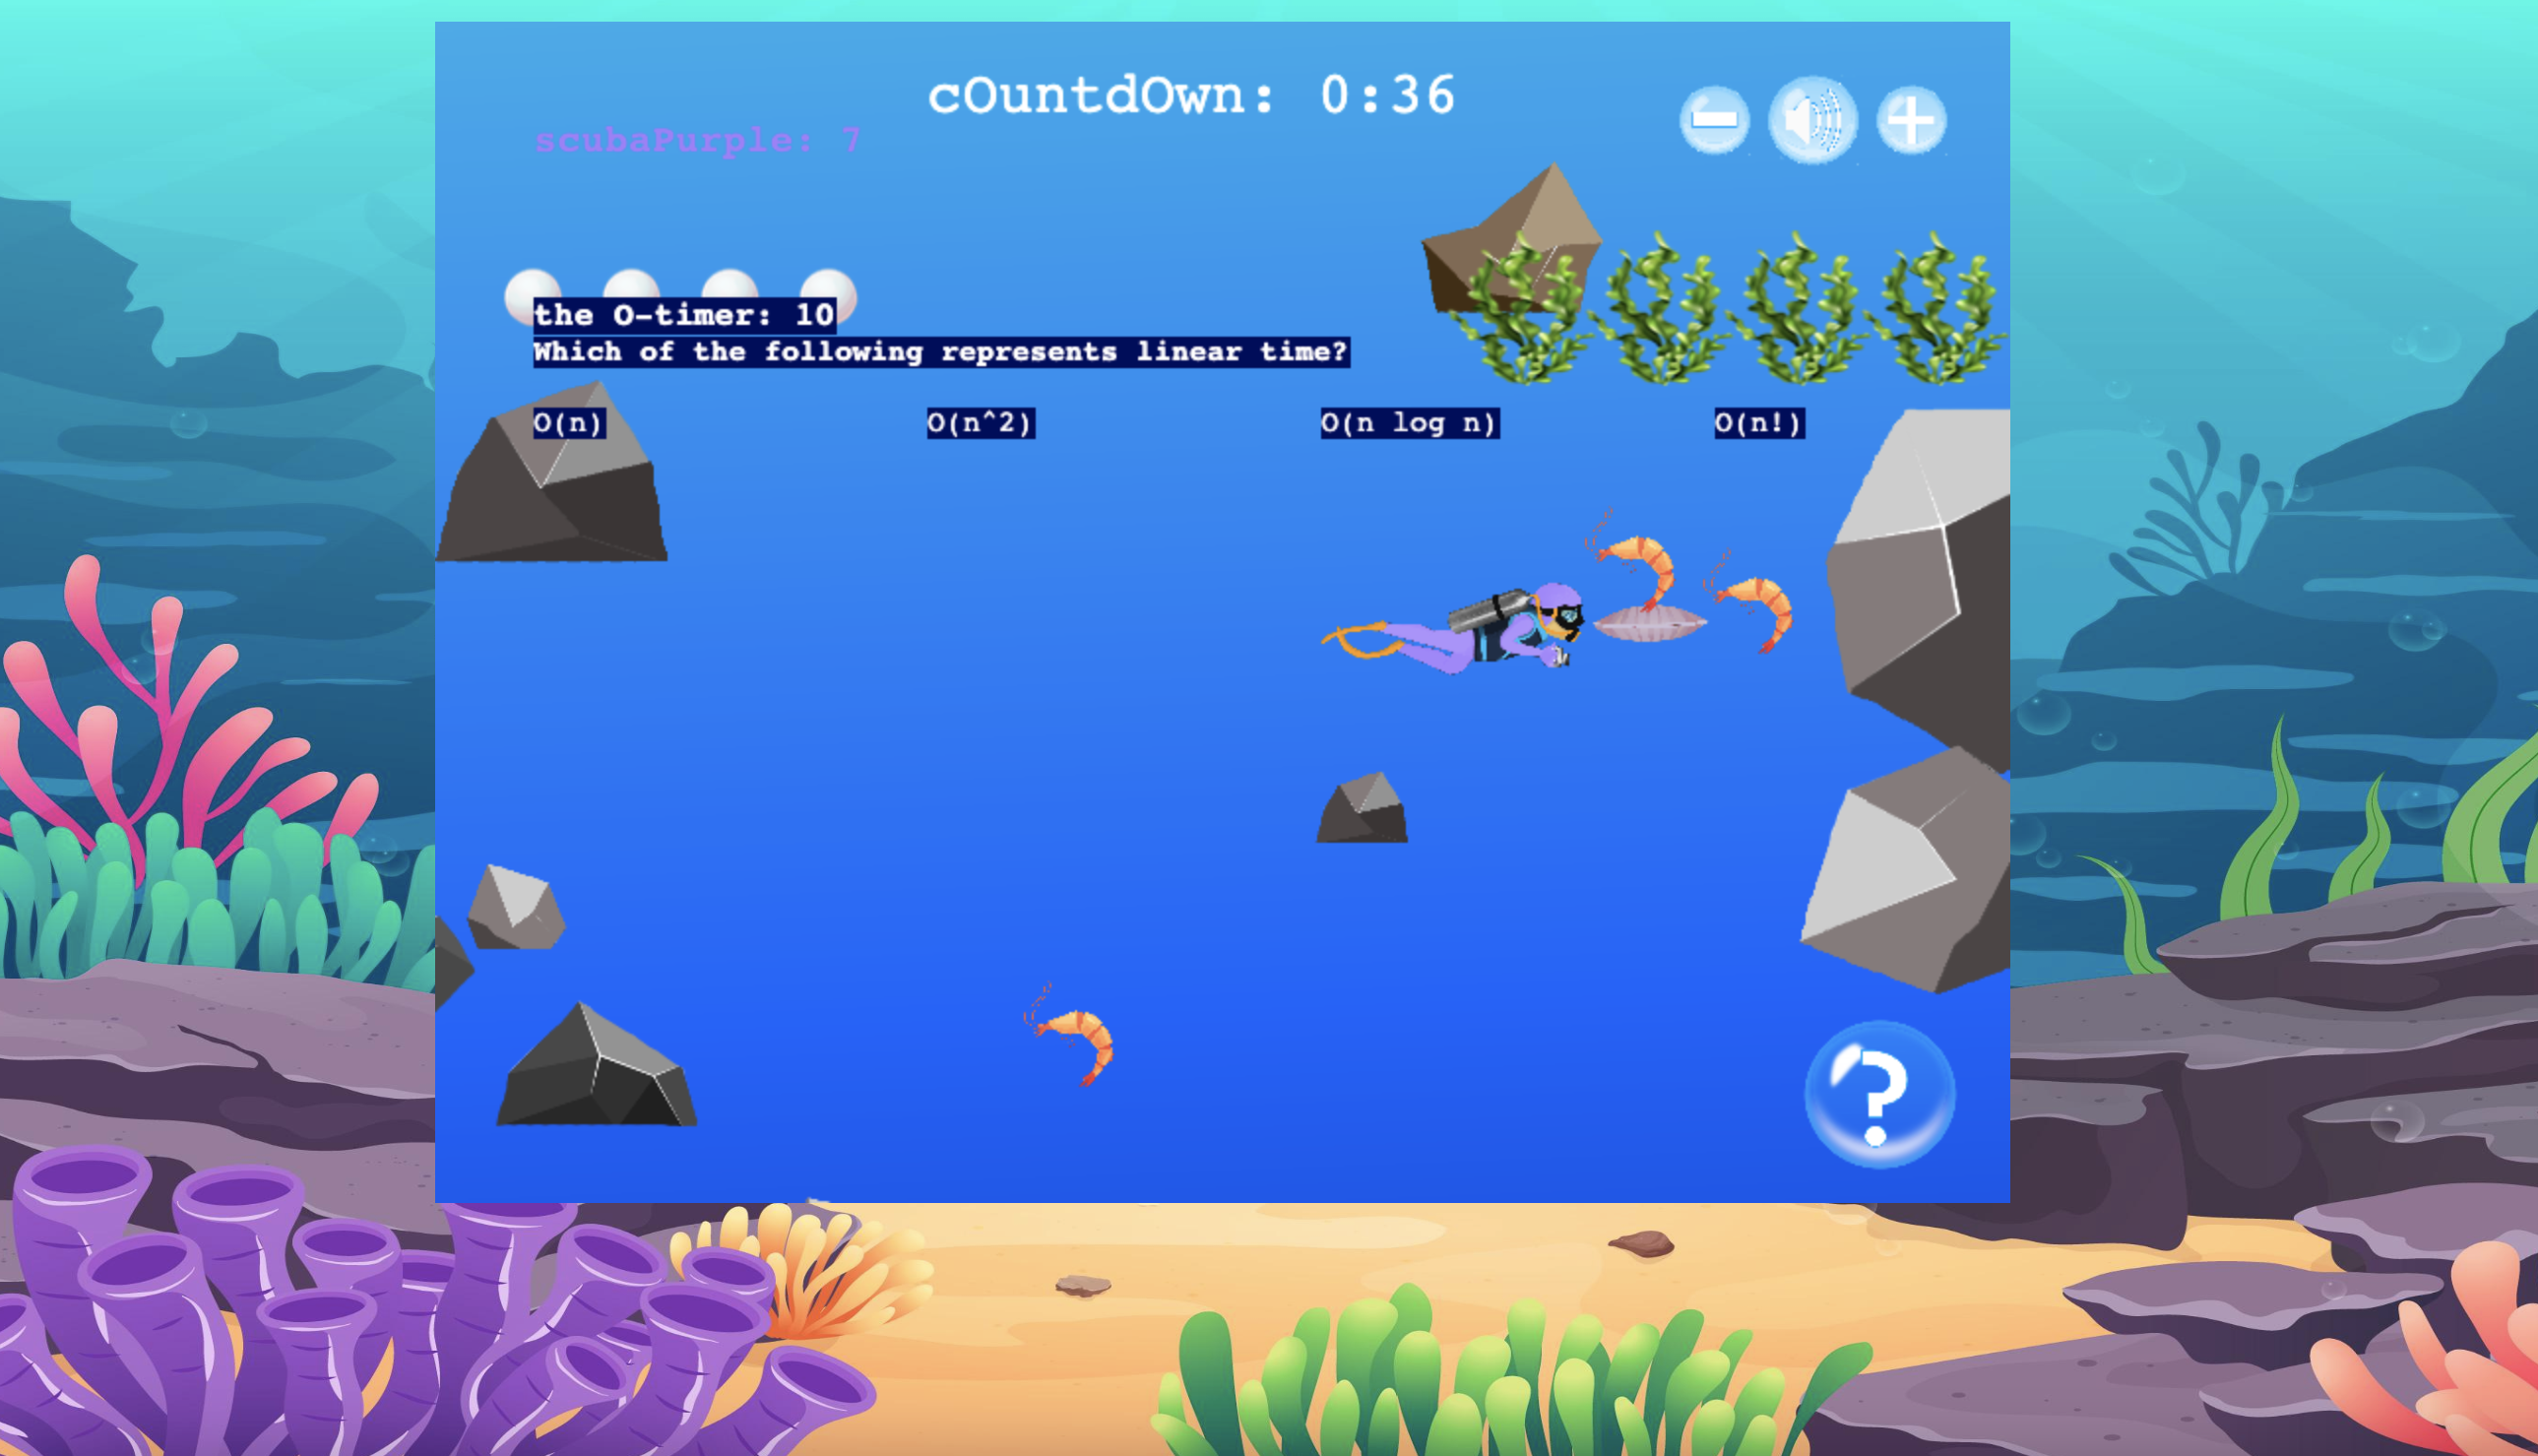 cOuntdOwn: 0:36
scubaPurple: 7
the O-timer: 10
Which of the following represents linear time?
O(n) O(n^2) O(n log n) O(n!)
?